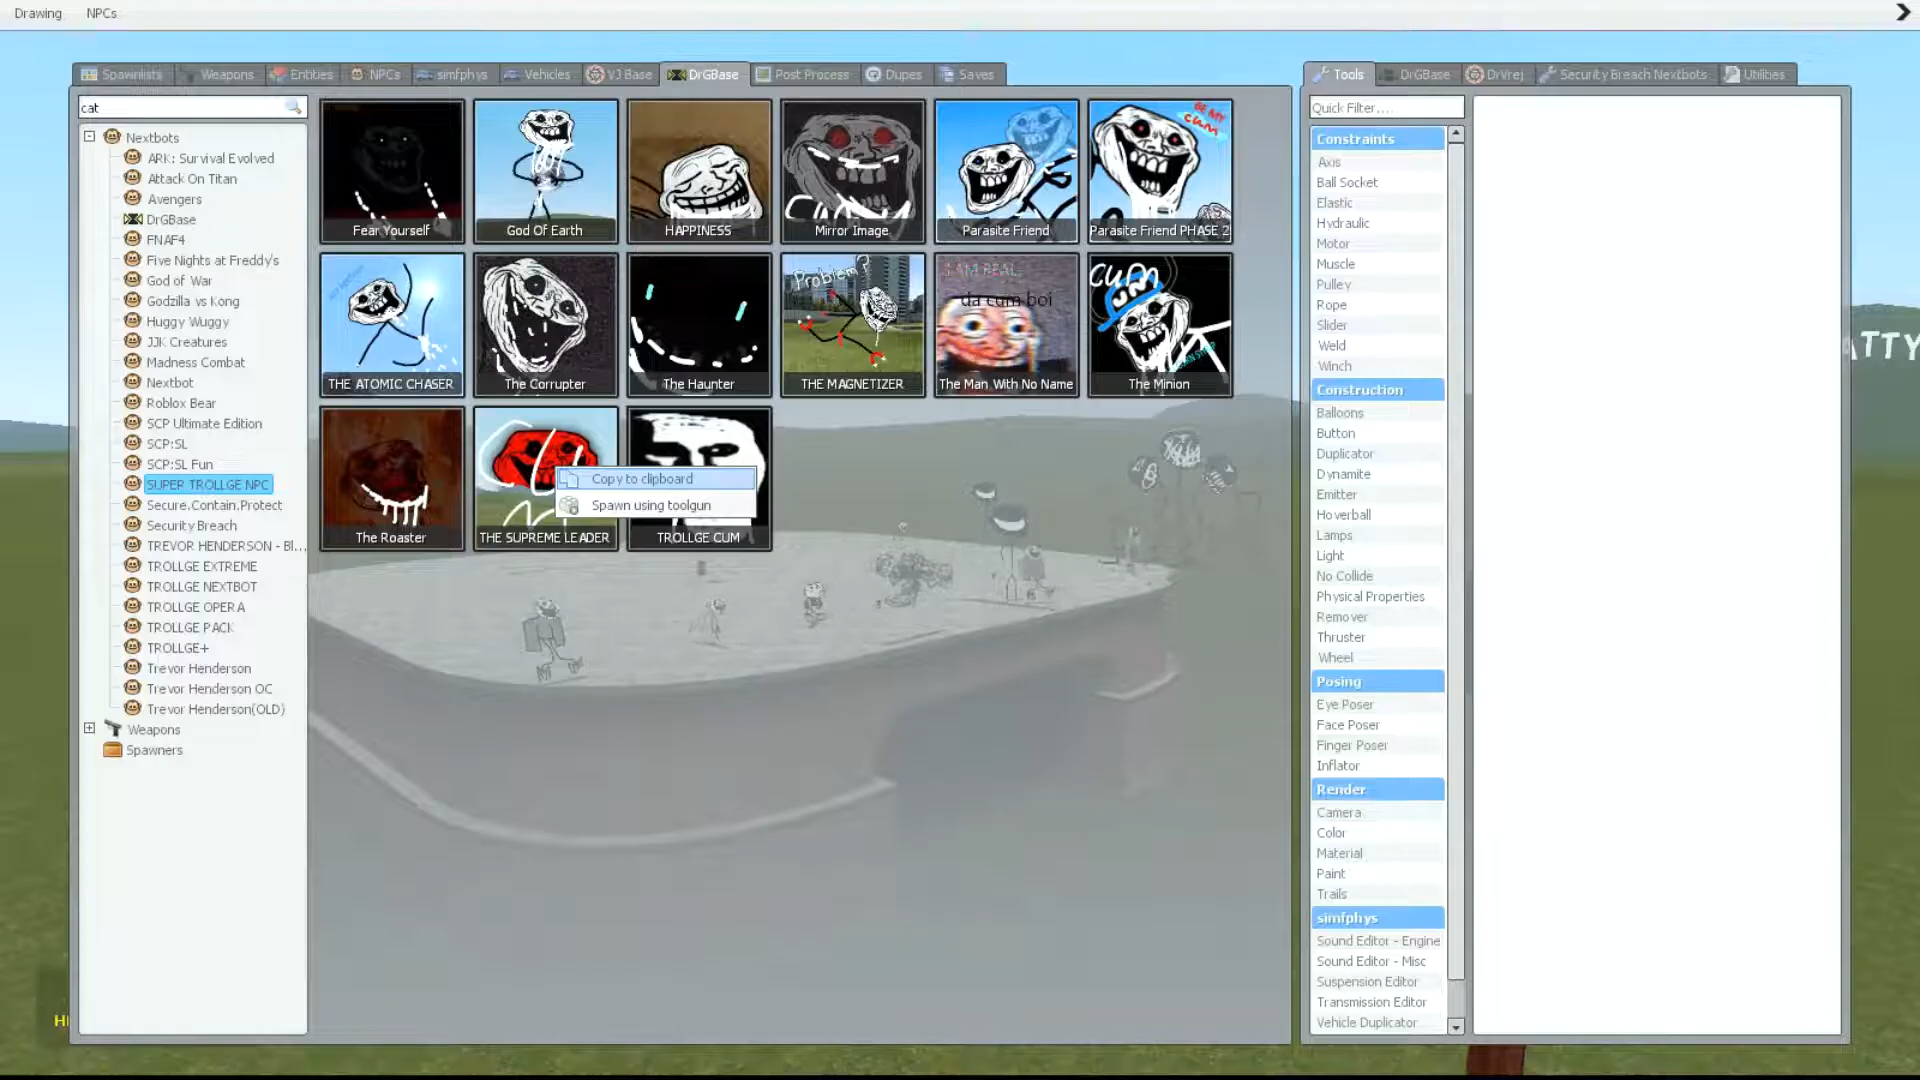 Drawing NPCs
Spawnlists Weapons Entities NPCs simfphys Vehicles VJ Base DrGBase Post Process Dupes Saves
Tools DrGBase DrVrej Security Breach Nextbots Utilities
cat
Nextbots
ARK: Survival Evolved
Attack On Titan
Avengers
DrGBase
FNAF4
Five Nights at Freddy's
God of War
Godzilla vs Kong
Huggy Wuggy
JJK Creatures
Madness Combat
Nextbot
Roblox Bear
SCP Ultimate Edition
SCP:SL
SCP:SL Fun
SUPER TROLLGE NPC
Secure.Contain.Protect
Security Breach
TREVOR HENDERSON - Bl...
TROLLGE EXTREME
TROLLGE NEXTBOT
TROLLGE OPERA
TROLLGE PACK
TROLLGE+
Trevor Henderson
Trevor Henderson OC
Trevor Henderson(OLD)
Weapons
Spawners
BE MY
cum
Fear Yourself God Of Earth HAPPINESS Mirror Image Parasite Friend Parasite Friend PHASE 2
Problem?
I AM REAL
da cum boi
cum
THE ATOMIC CHASER The Corrupter The Haunter THE MAGNETIZER The Man With No Name The Minion
Copy to clipboard
Spawn using toolgun
The Roaster THE SUPREME LEADER TROLLGE CUM
Quick Filter....
Constraints
Axis
Ball Socket
Elastic
Hydraulic
Motor
Muscle
Pulley
Rope
Slider
Weld
Winch
Construction
Balloons
Button
Duplicator
Dynamite
Emitter
Hoverball
Lamps
Light
No Collide
Physical Properties
Remover
Thruster
Wheel
Posing
Eye Poser
Face Poser
Finger Poser
Inflator
Render
Camera
Color
Material
Paint
Trails
simfphys
Sound Editor - Engine
Sound Editor - Misc
Suspension Editor
Transmission Editor
Vehicle Duplicator
ATTY